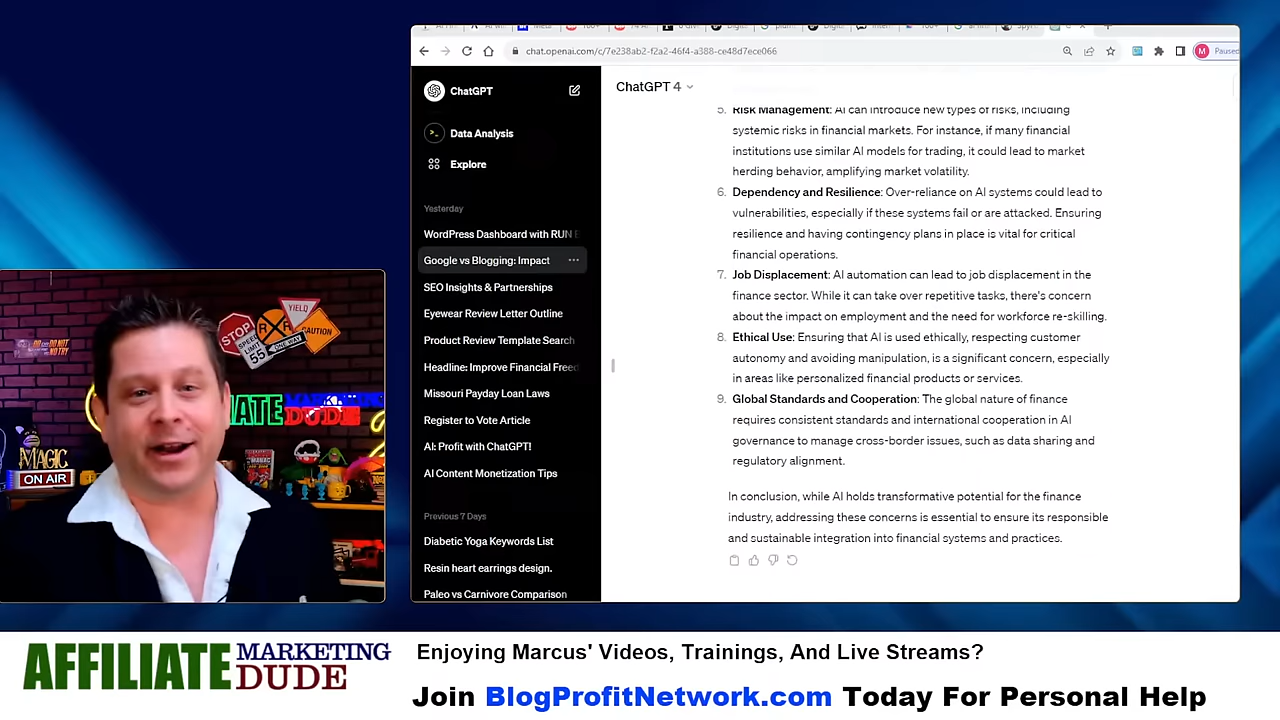 chat.openai.com/c/7e238ab2-f2a2-46f4-a388-ce48d7ece066
M Paused
ChatGPT
ChatGPT 4
Data Analysis
Explore
Yesterday
WordPress Dashboard with RUN
Google vs Blogging: Impact
SEO Insights & Partnerships
Eyewear Review Letter Outline
Product Review Template Search
Headline: Improve Financial Freed
Missouri Payday Loan Laws
Register to Vote Article
AI: Profit with ChatGPT!
AI Content Monetization Tips
Previous 7 Days
Diabetic Yoga Keywords List
Resin heart earrings design.
Paleo vs Carnivore Comparison
5. Risk Management: AI can introduce new types of risks, including
systemic risks in financial markets. For instance, if many financial
institutions use similar AI models for trading, it could lead to market
herding behavior, amplifying market volatility.
6. Dependency and Resilience: Over-reliance on AI systems could lead to
vulnerabilities, especially if these systems fail or are attacked. Ensuring
resilience and having contingency plans in place is vital for critical
financial operations.
7. Job Displacement: AI automation can lead to job displacement in the
finance sector. While it can take over repetitive tasks, there's concern
about the impact on employment and the need for workforce re-skilling.
8. Ethical Use: Ensuring that AI is used ethically, respecting customer
autonomy and avoiding manipulation, is a significant concern, especially
in areas like personalized financial products or services.
9. Global Standards and Cooperation: The global nature of finance
requires consistent standards and international cooperation in AI
governance to manage cross-border issues, such as data sharing and
regulatory alignment.
In conclusion, while AI holds transformative potential for the finance
industry, addressing these concerns is essential to ensure its responsible
and sustainable integration into financial systems and practices.
STOP
YIELD
R R
CAUTION
SPEED
LIMIT
55
ONE WAY
DO OR DO NOT
NO TRY
IATE
DUDE
MAGIC
ON AIR
AFFILIATE MARKETING
DUDE
Enjoying Marcus' Videos, Trainings, And Live Streams?
Join BlogProfitNetwork.com Today For Personal Help